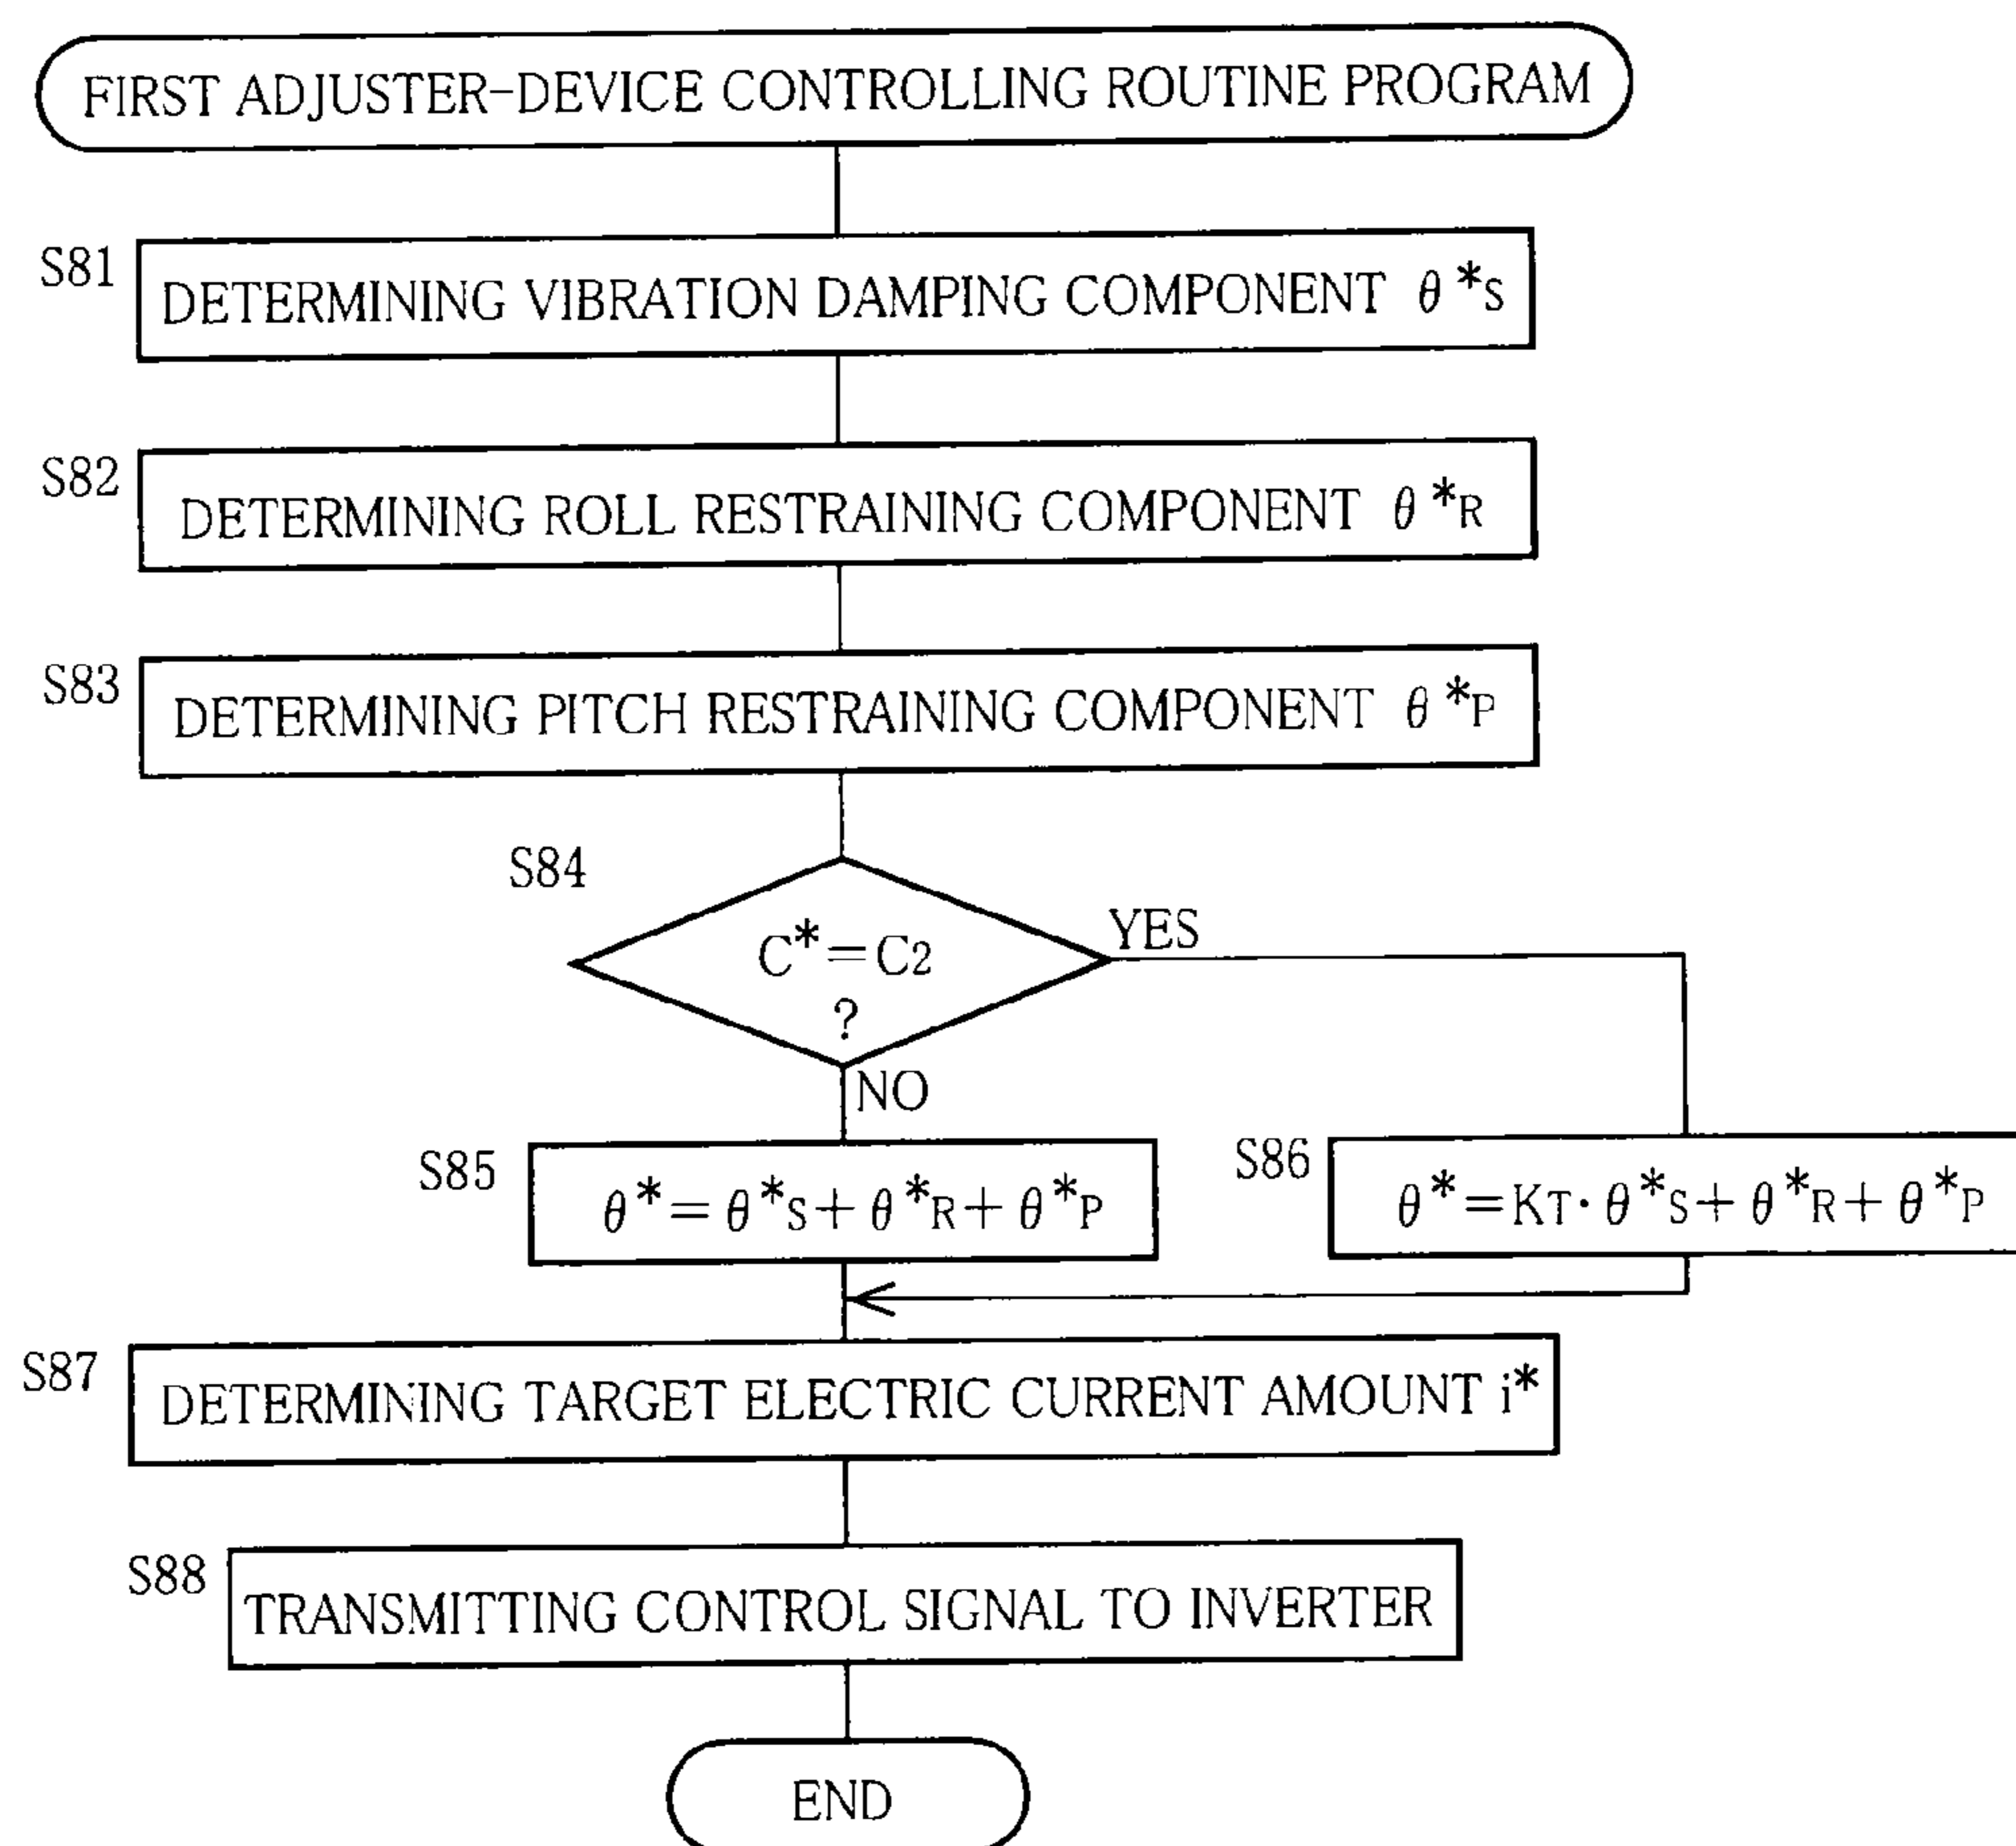 FIRST ADJUSTER-DEVICE CONTROLLING ROUTINE PROGRAM
S81
DETERMINING VIBRATION DAMPING COMPONENT θ*S
S82
DETERMINING ROLL RESTRAINING COMPONENT θ*R
S83
DETERMINING PITCH RESTRAINING COMPONENT θ*P
S84
C*=C2
?
YES
NO
S85
θ*=θ*S+θ*R+θ*P
S86
θ*=KT·θ*S+θ*R+θ*P
S87
DETERMINING TARGET ELECTRIC CURRENT AMOUNT i*
S88
TRANSMITTING CONTROL SIGNAL TO INVERTER
END